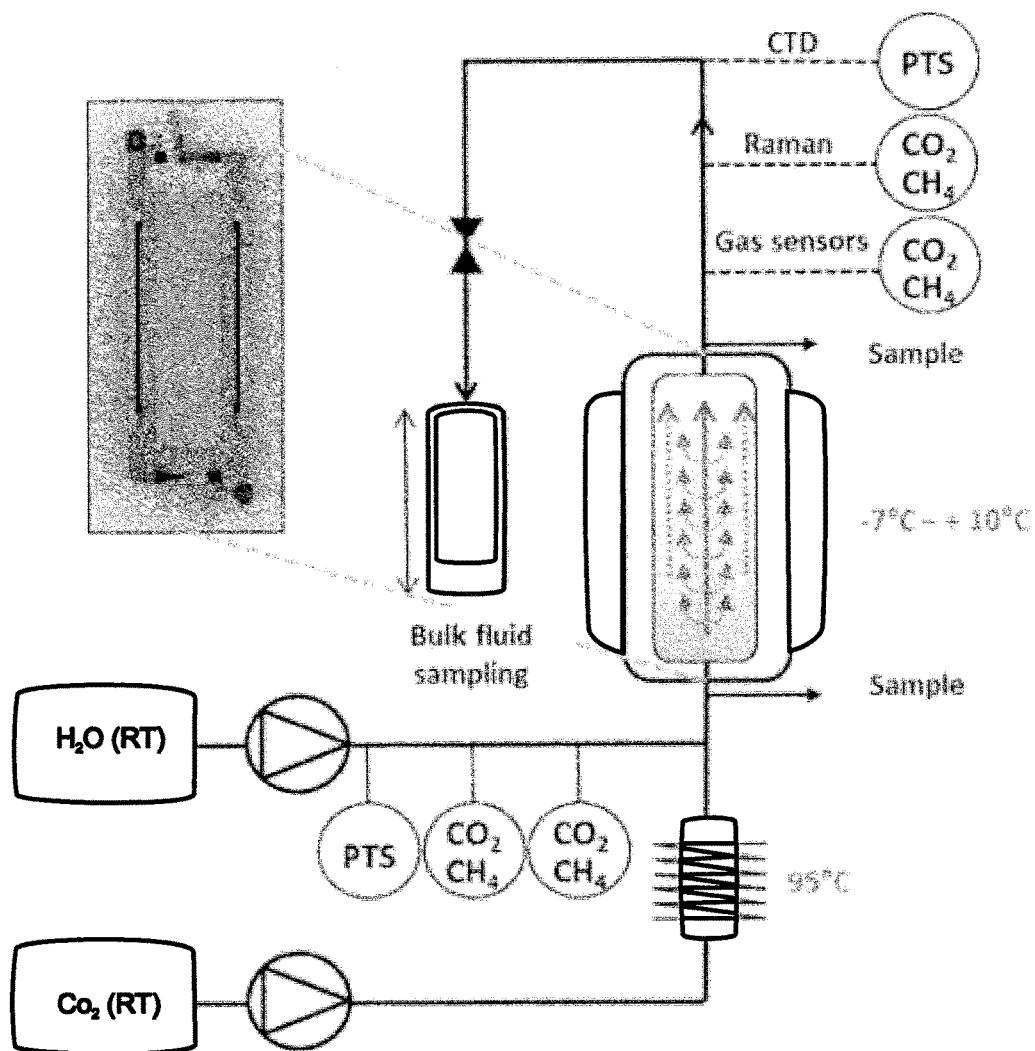 CTD
PTS
Raman
CO₂
CH₄
Gas sensors
CO₂
CH₄
Sample
-7°C – + 10°C
Bulk fluid
sampling
Sample
H₂O (RT)
PTS
CO₂
CH₄
CO₂
CH₄
95°C
Co₂ (RT)